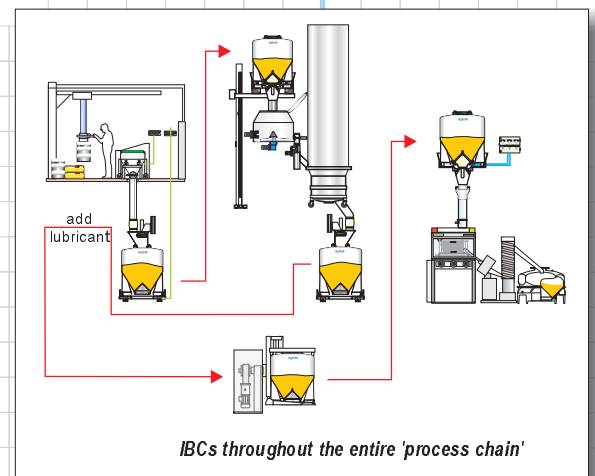 add
lubricant
IBCs throughout the entire 'process chain'